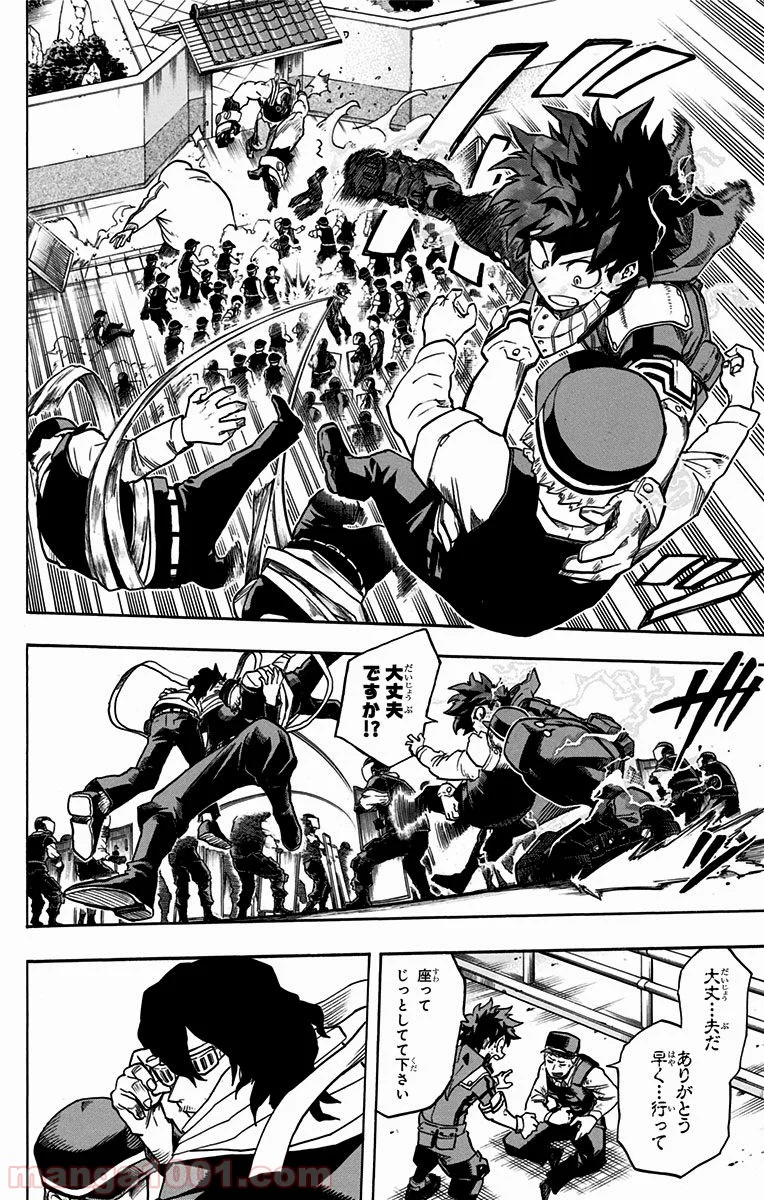 大丈夫
ですか!?
大丈…夫だ
ありがとう
早く…行って
座って
じっとしてて下さい
manga1001.com